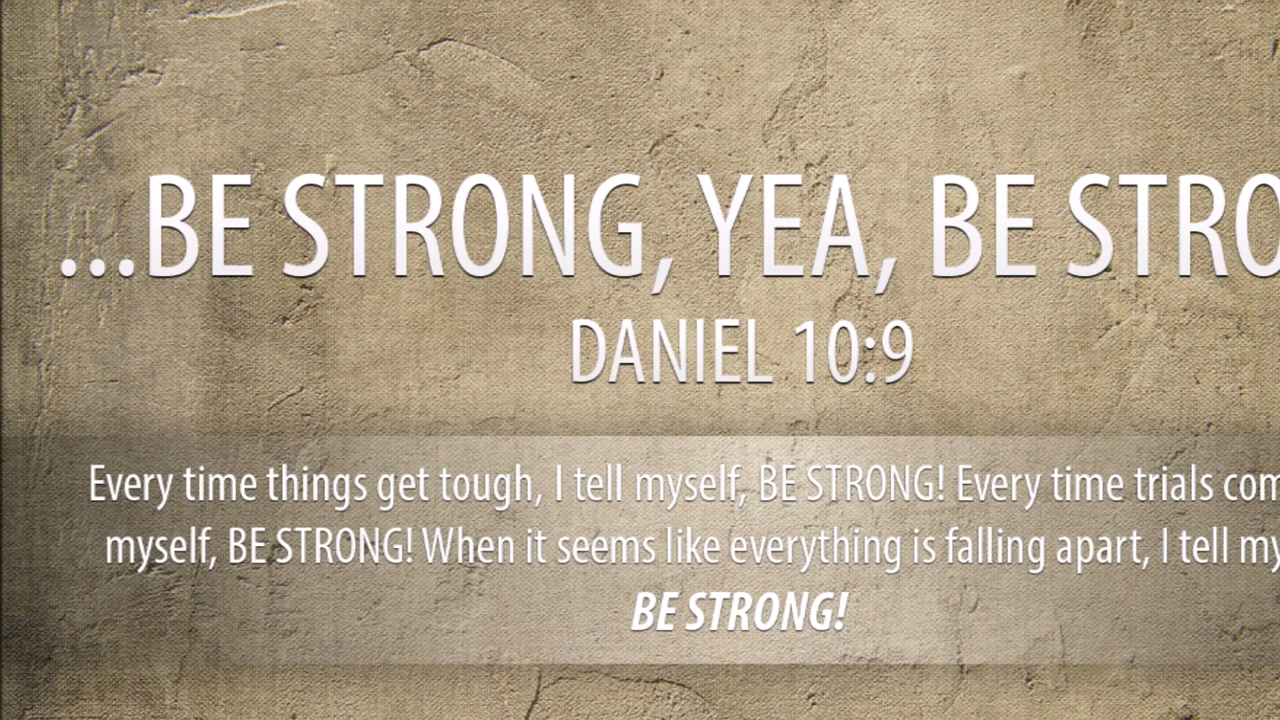 ...BE STRONG, YEA, BE STRO
DANIEL 10:9
Every time things get tough, I tell myself, BE STRONG! Every time trials com
myself, BE STRONG! When it seems like everything is falling apart, I tell my
BE STRONG!